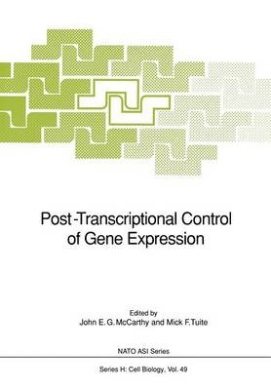 Post-Transcriptional Control
of Gene Expression
Edited by
John E. G. McCarthy and Mick F. Tuite
NATO ASI Series
Series H: Cell Biology, Vol. 49